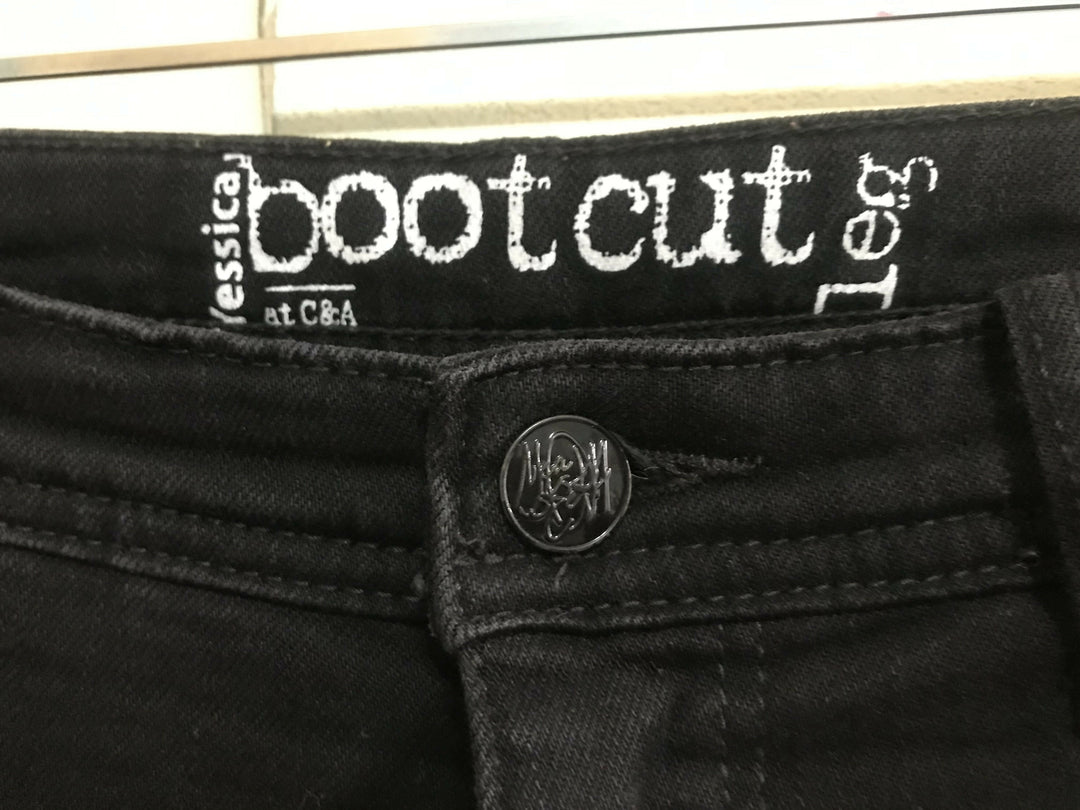 Yessica
bootcut
leg
at C&A